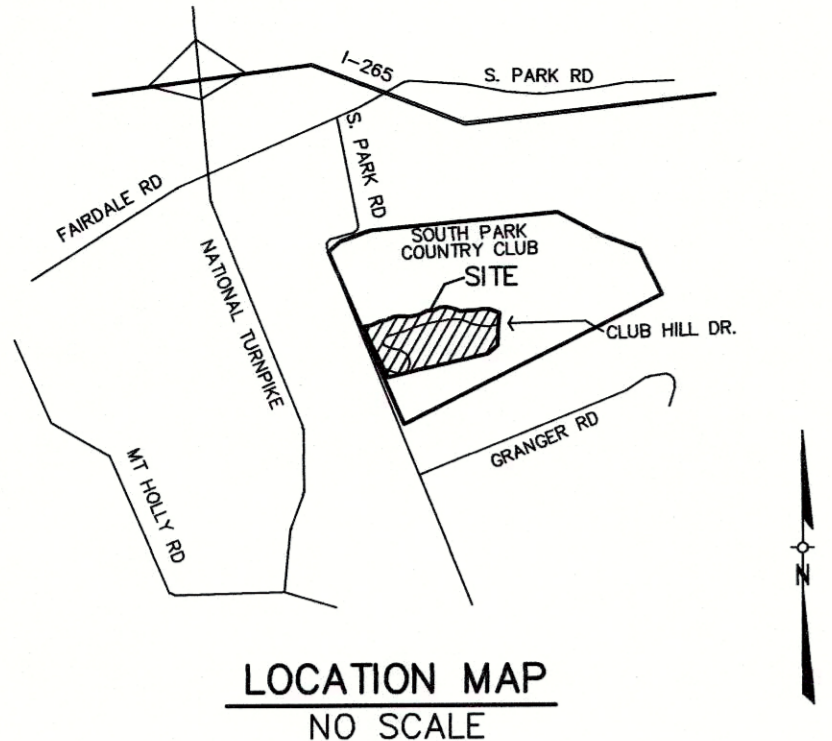 I-265
S. PARK RD
S. PARK RD
FAIRDALE RD
NATIONAL TURNPIKE
SOUTH PARK
COUNTRY CLUB
SITE
CLUB HILL DR.
GRANGER RD
MT HOLLY RD
N
LOCATION MAP
NO SCALE